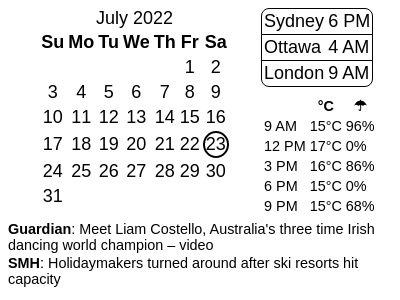 July 2022
Su Mo Tu We Th Fr Sa
1 2
3 4 5 6 7 8 9
10 11 12 13 14 15 16
17 18 19 20 21 22 23
24 25 26 27 28 29 30
31
Sydney 6 PM
Ottawa 4 AM
London 9 AM
°C ☂
9 AM 15°C 96%
12 PM 17°C 0%
3 PM 16°C 86%
6 PM 15°C 0%
9 PM 15°C 68%
Guardian: Meet Liam Costello, Australia's three time Irish
dancing world champion – video
SMH: Holidaymakers turned around after ski resorts hit
capacity